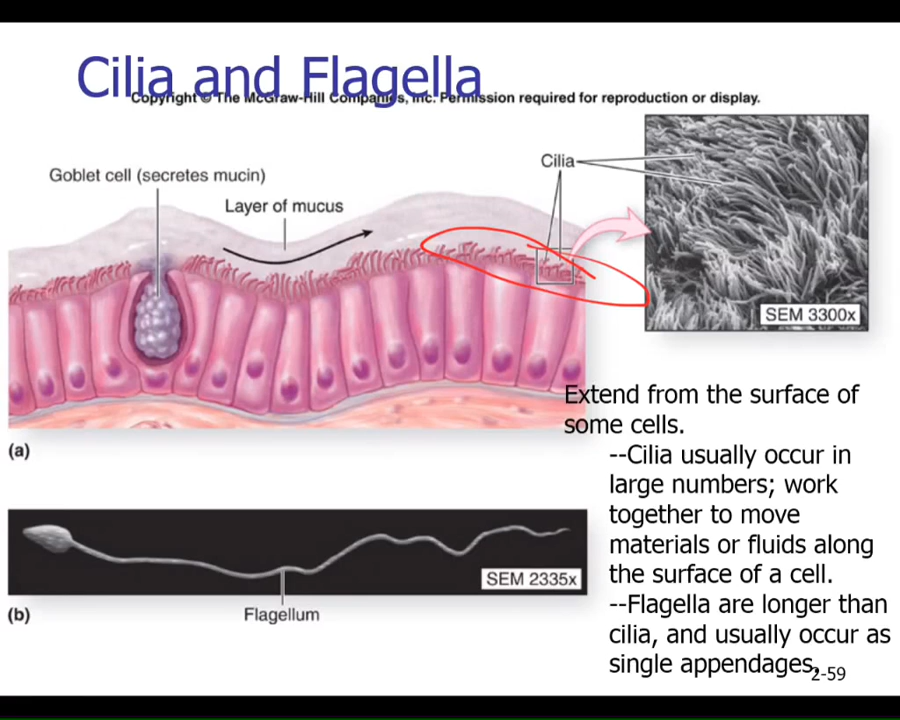 Cilia and Flagella
Copyright © The McGraw-Hill Companies, Inc. Permission required for reproduction or display.
Goblet cell (secretes mucin)
Layer of mucus
Cilia
SEM 3300x
(a)
Extend from the surface of
some cells.
--Cilia usually occur in
large numbers; work
together to move
materials or fluids along
the surface of a cell.
--Flagella are longer than
cilia, and usually occur as
single appendages.
SEM 2335x
(b)
Flagellum
2-59